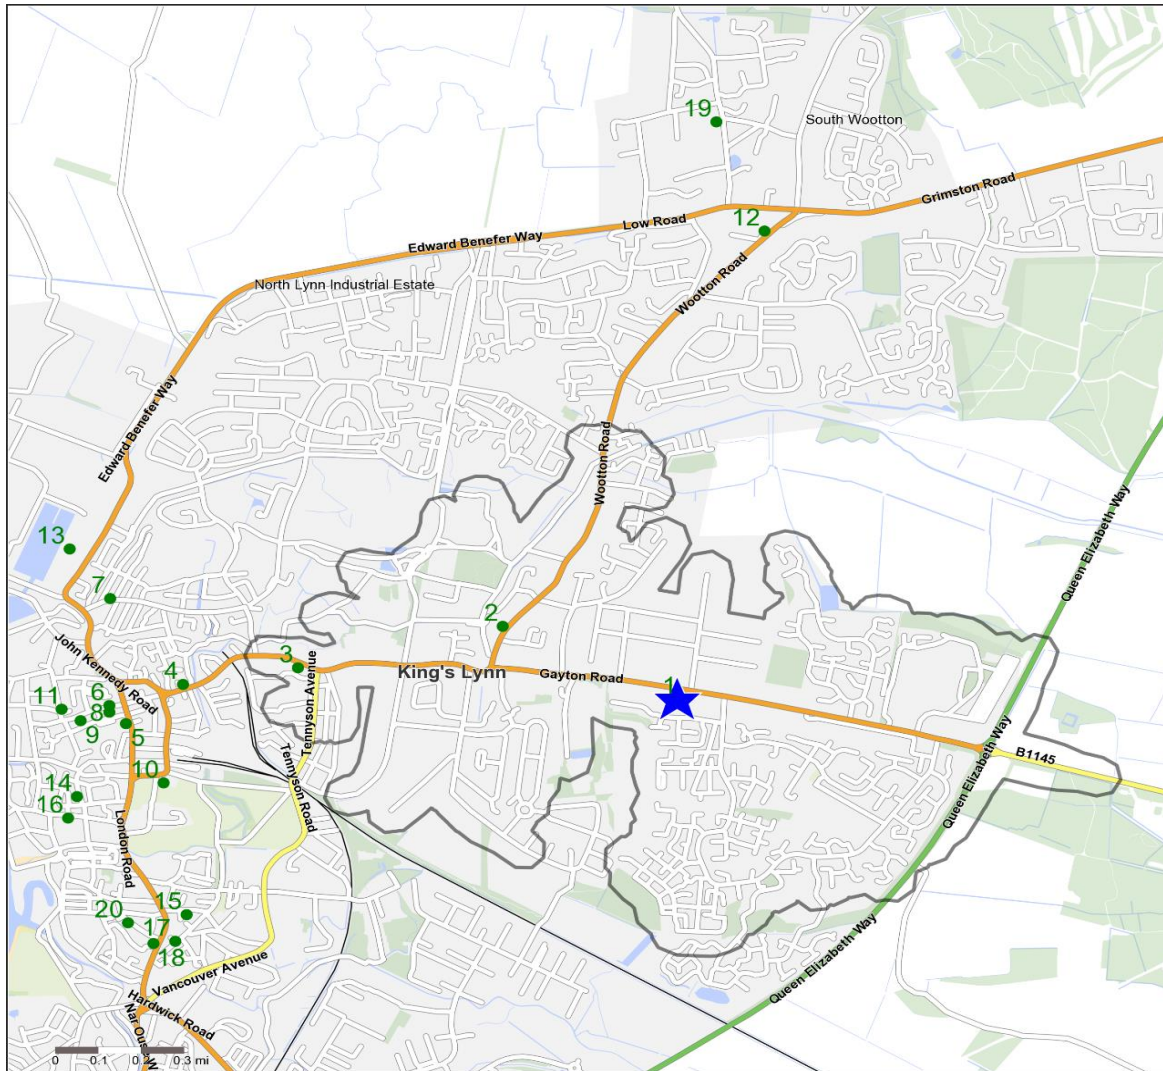 19
South Wootton
Grimston Road
12
Low Road
Edward Benefer Way
Wootton Road
North Lynn Industrial Estate
Edward Benefer Way
Wootton Road
Queen Elizabeth Way
13
7
2
John Kennedy Road
4
3
King's Lynn
Gayton Road
1
Tennyson Avenue
11
6
8
9
5
Queen Elizabeth Way
B1145
10
14
16
Tennyson Road
London Road
Queen Elizabeth Way
20
15
17
18
Vancouver Avenue
Hardwick Road
Nar Ouse W
0 0.1 0.2 0.3 mi